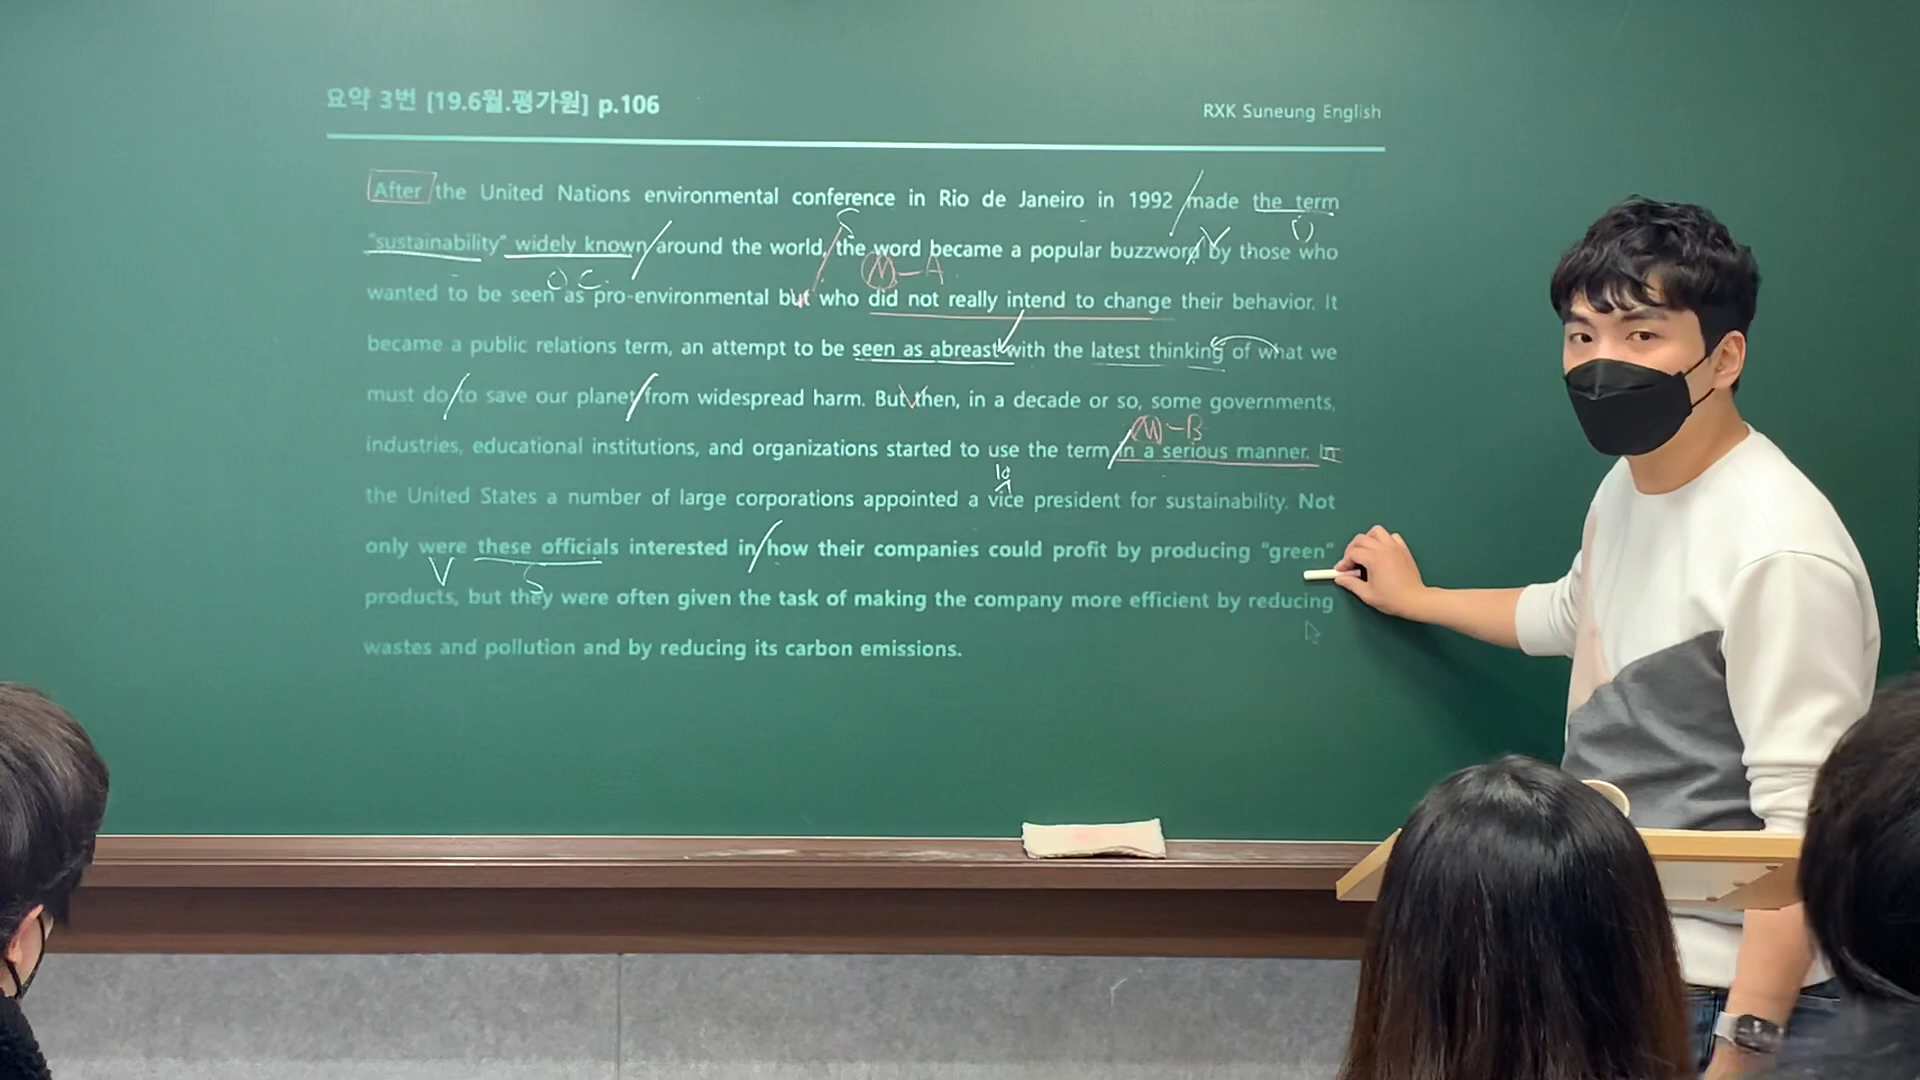 요약 3번 [19.6월.평가원] p.106
RXK Suneung English
After the United Nations environmental conference in Rio de Janeiro in 1992 made the term
O
"sustainability" widely known around the world, the word became a popular buzzword by those who
O.C.
S
V
M-A
wanted to be seen as pro-environmental but who did not really intend to change their behavior. It
became a public relations term, an attempt to be seen as abreast with the latest thinking of what we
must do to save our planet from widespread harm. But then, in a decade or so, some governments,
M-B
industries, educational institutions, and organizations started to use the term in a serious manner. In
the United States a number of large corporations appointed a vice president for sustainability. Not
only were these officials interested in how their companies could profit by producing "green"
V
S
products, but they were often given the task of making the company more efficient by reducing
wastes and pollution and by reducing its carbon emissions.